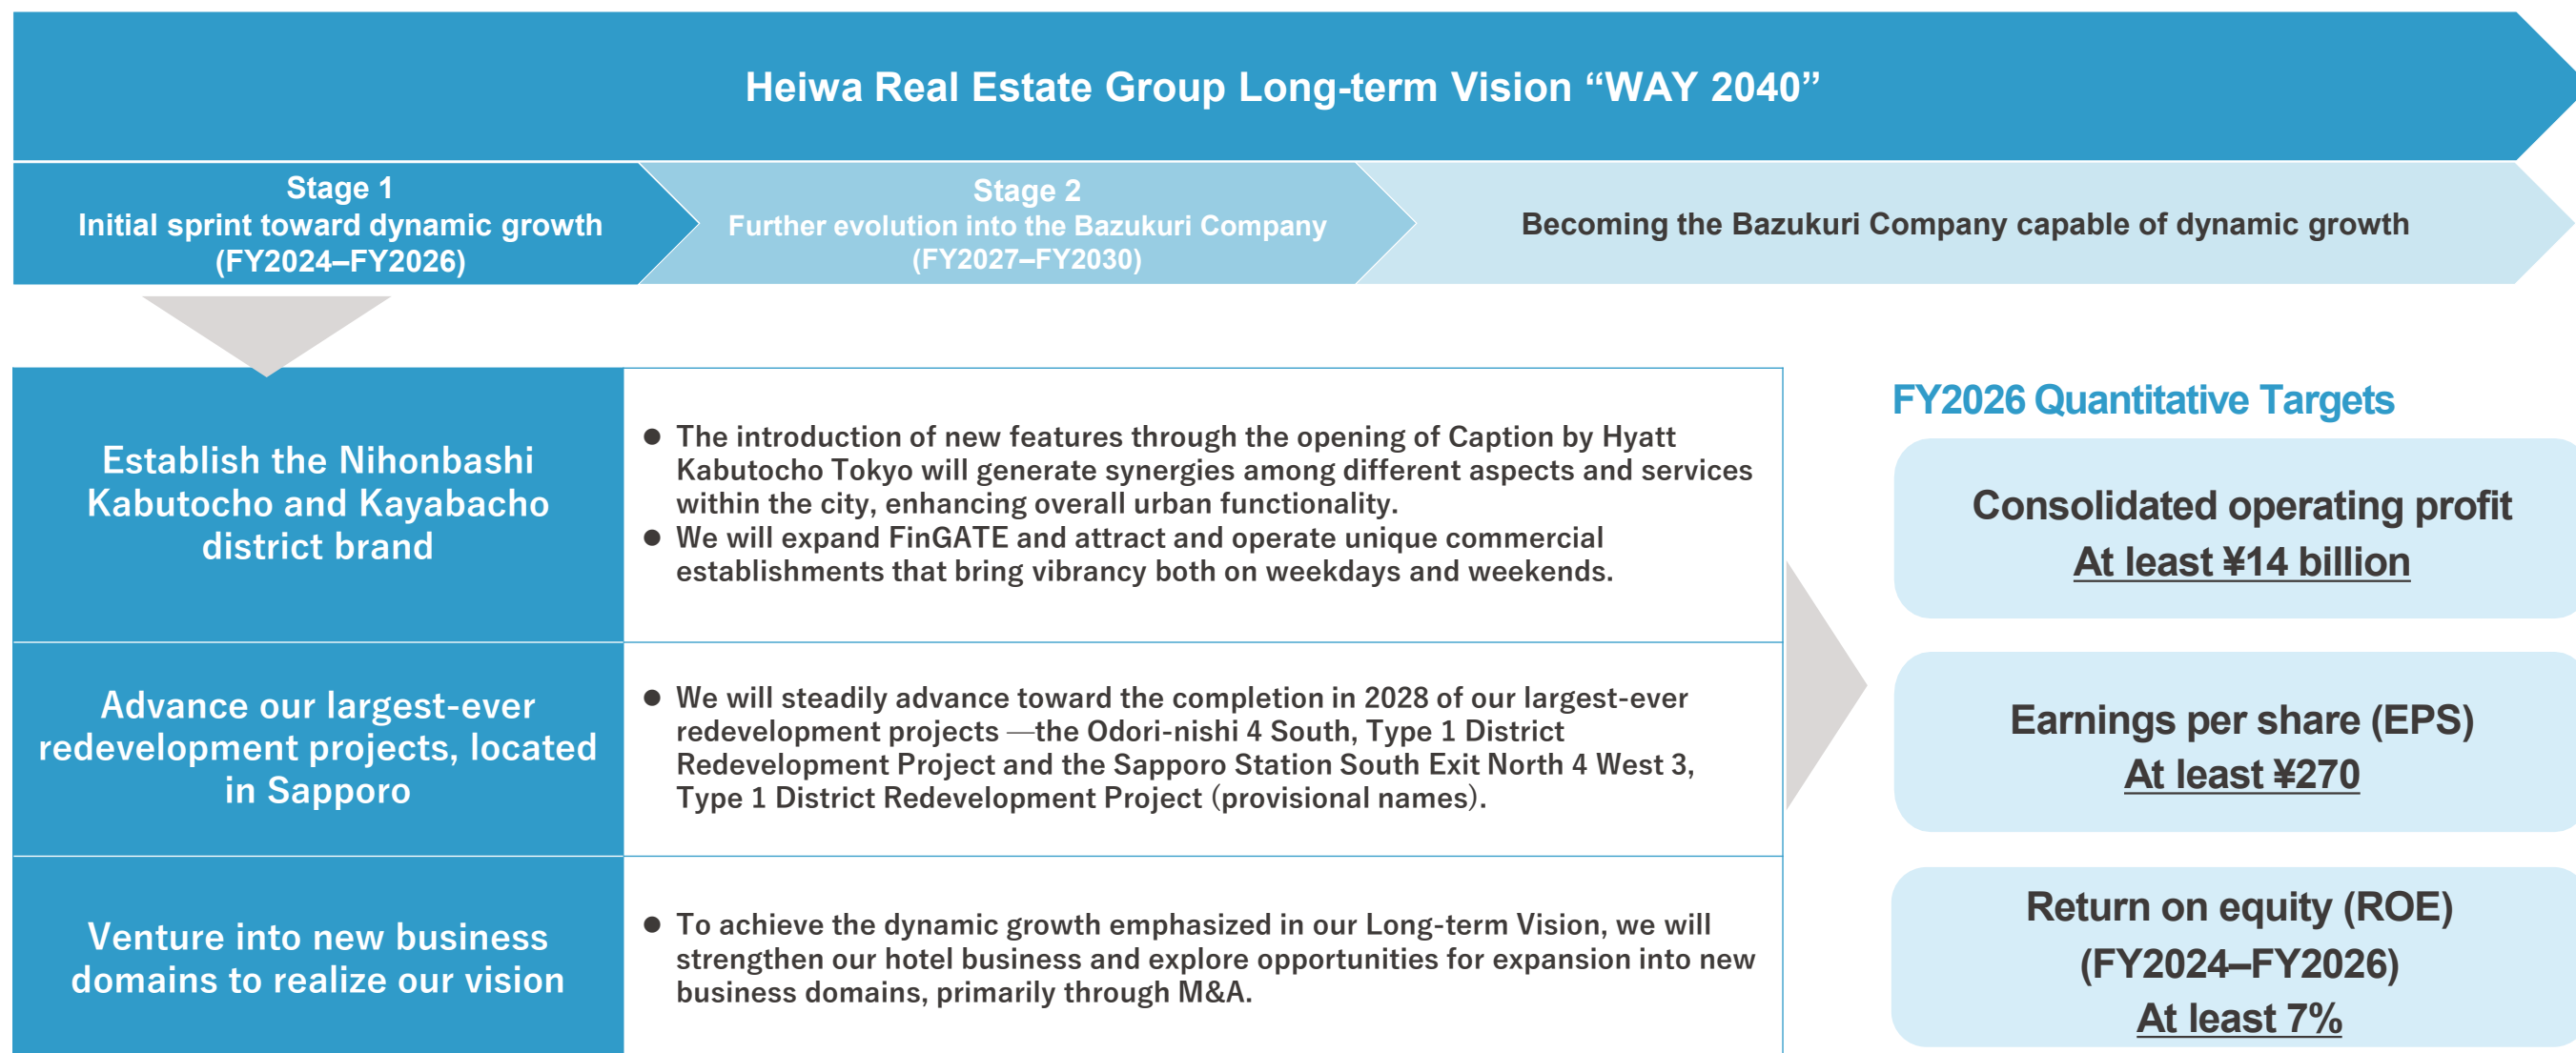 Heiwa Real Estate Group Long-term Vision “WAY 2040”
Stage 1
Initial sprint toward dynamic growth
(FY2024–FY2026)
Stage 2
Further evolution into the Bazukuri Company
(FY2027–FY2030)
Becoming the Bazukuri Company capable of dynamic growth
Establish the Nihonbashi
Kabutocho and Kayabacho
district brand
● The introduction of new features through the opening of Caption by Hyatt
Kabutocho Tokyo will generate synergies among different aspects and services
within the city, enhancing overall urban functionality.
● We will expand FinGATE and attract and operate unique commercial
establishments that bring vibrancy both on weekdays and weekends.
Advance our largest-ever
redevelopment projects, located
in Sapporo
● We will steadily advance toward the completion in 2028 of our largest-ever
redevelopment projects —the Odori-nishi 4 South, Type 1 District
Redevelopment Project and the Sapporo Station South Exit North 4 West 3,
Type 1 District Redevelopment Project (provisional names).
Venture into new business
domains to realize our vision
● To achieve the dynamic growth emphasized in our Long-term Vision, we will
strengthen our hotel business and explore opportunities for expansion into new
business domains, primarily through M&A.
FY2026 Quantitative Targets
Consolidated operating profit
At least ¥14 billion
Earnings per share (EPS)
At least ¥270
Return on equity (ROE)
(FY2024–FY2026)
At least 7%